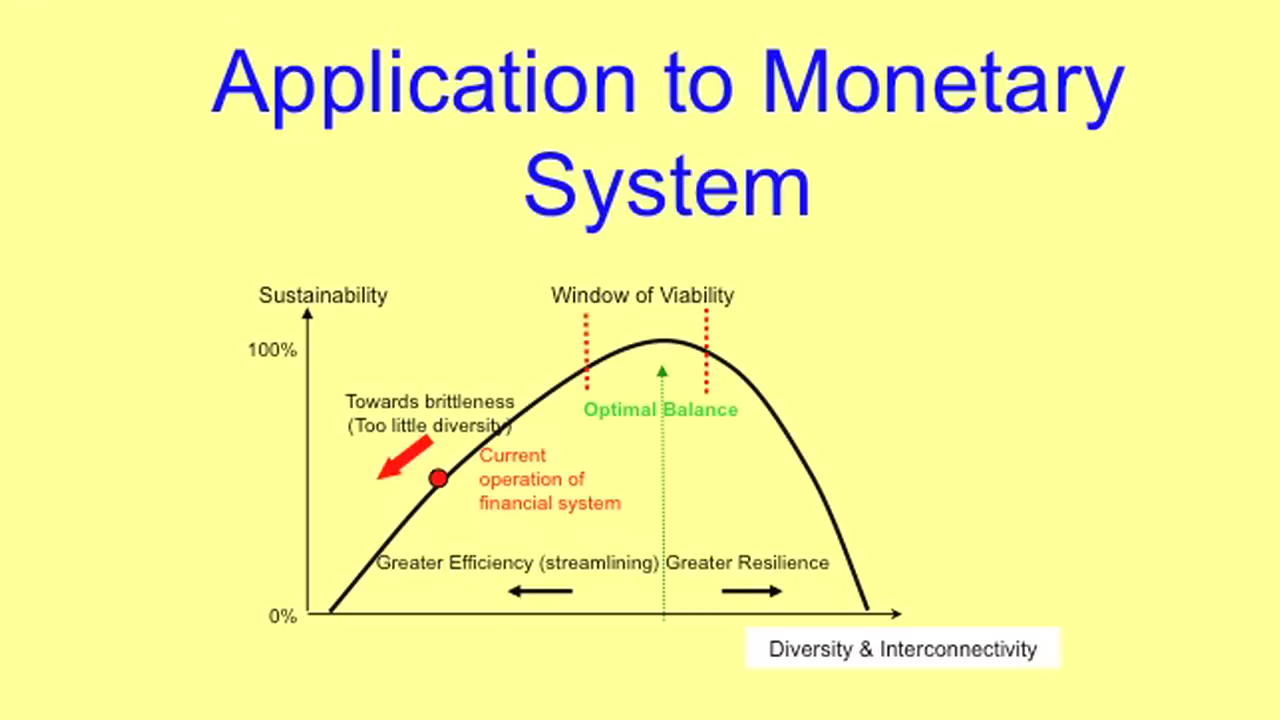 Application to Monetary
System
Sustainability
Window of Viability
100%
Towards brittleness
(Too little diversity)
Optimal Balance
Current
operation of
financial system
Greater Efficiency (streamlining)
Greater Resilience
0%
Diversity & Interconnectivity